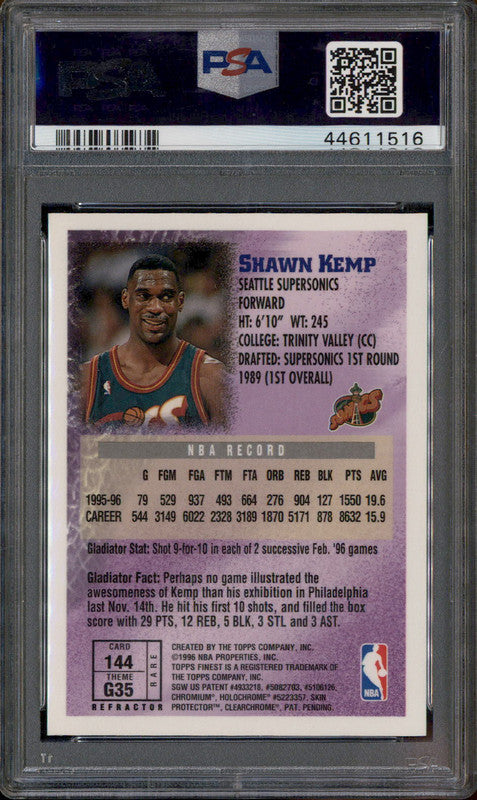 PSA
PSA
44611516
SHAWN KEMP
SEATTLE SUPERSONICS
FORWARD
HT: 6'10" WT: 245
COLLEGE: TRINITY VALLEY (CC)
DRAFTED: SUPERSONICS 1ST ROUND
1989 (1ST OVERALL)
SONICS
NBA RECORD
G FGM FGA FTM FTA ORB REB BLK PTS AVG
1995-96 79 529 937 493 664 276 904 127 1550 19.6
CAREER 544 3149 6022 2328 3189 1870 5171 878 8632 15.9
Gladiator Stat: Shot 9-for-10 in each of 2 successive Feb. '96 games
Gladiator Fact: Perhaps no game illustrated the
awesomeness of Kemp than his exhibition in Philadelphia
last Nov. 14th. He hit his first 10 shots, and filled the box
score with 29 PTS, 12 REB, 5 BLK, 3 STL and 3 AST.
CARD
144
THEME
G35
RARE
REFRACTOR
CREATED BY THE TOPPS COMPANY, INC.
©1996 NBA PROPERTIES, INC.
TOPPS FINEST IS A REGISTERED TRADEMARK OF
THE TOPPS COMPANY, INC.
SGW US PATENT #4933218, #5082703, #5106126,
CHROMIUM®, HOLOCHROME® #5223357, SKIN
PROTECTOR™, CLEARCHROME®, PAT. PENDING.
NBA